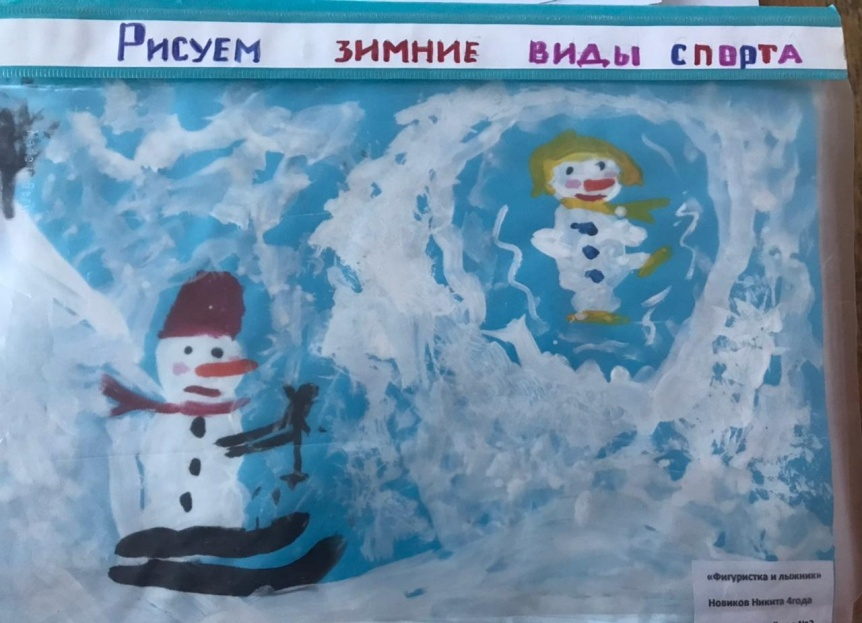 Рисуем зимние виды спорта
«Фигуристка и лыжник»
Новиков Никита 4года